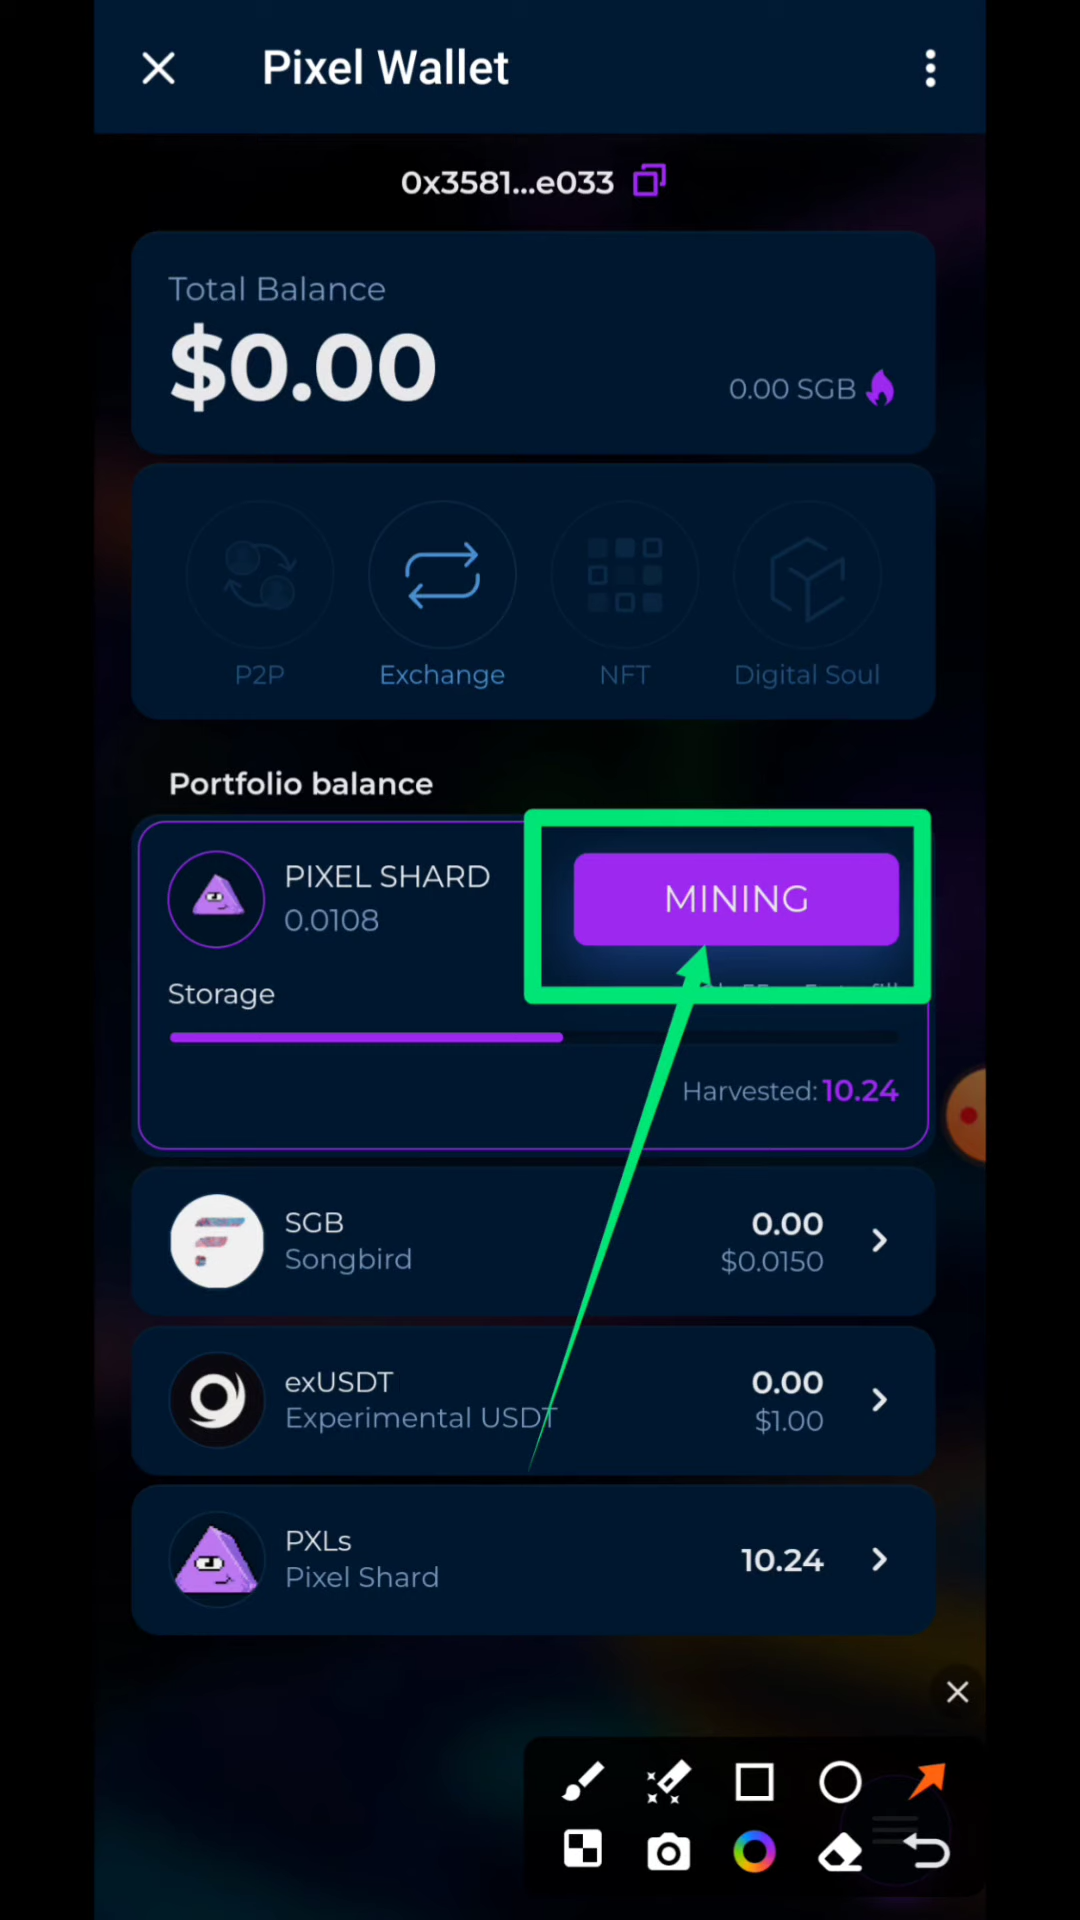 Pixel Wallet
0x3581...e033
Total Balance
$0.00
0.00 SGB
P2P
Exchange
NFT
Digital Soul
Portfolio balance
PIXEL SHARD
0.0108
MINING
Storage
Harvested: 10.24
SGB
Songbird
0.00
$0.0150
exUSDT
Experimental USDT
0.00
$1.00
PXLs
Pixel Shard
10.24